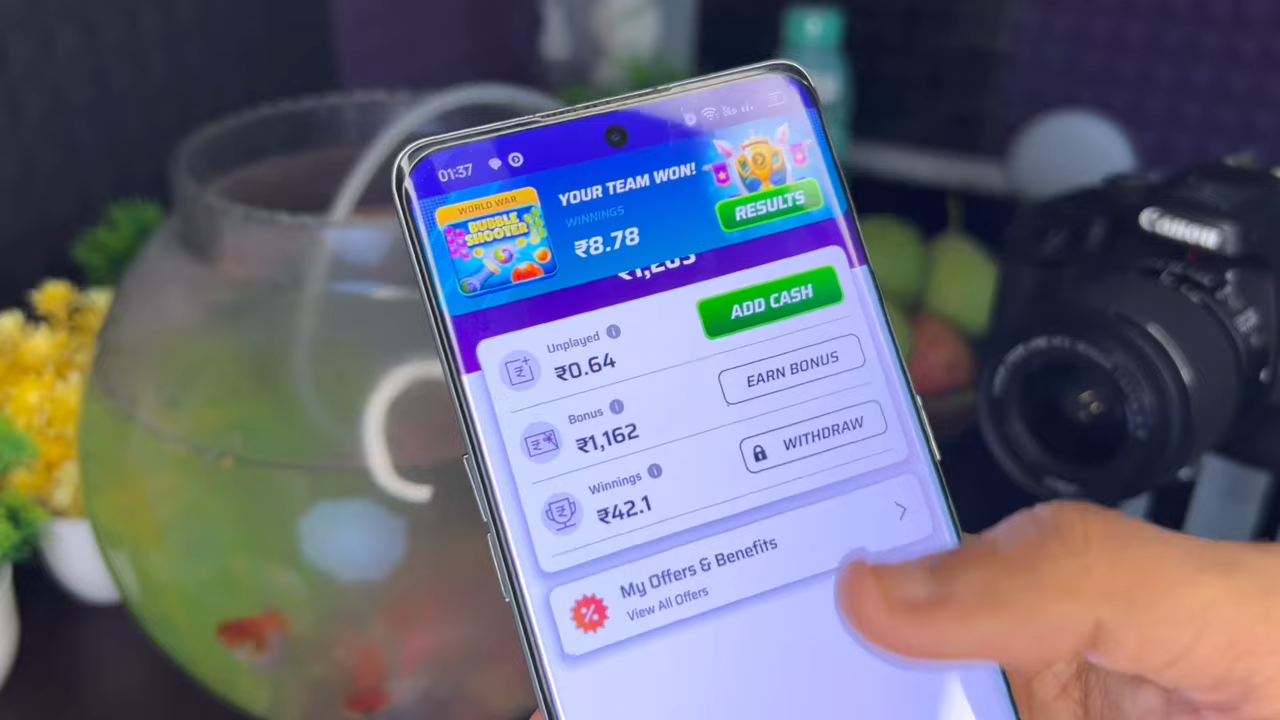 01:37
WORLD WAR
BUBBLE
SHOOTER
YOUR TEAM WON!
WINNINGS
₹8.78
RESULTS
Unplayed
₹0.64
ADD CASH
Bonus
₹1,162
EARN BONUS
Winnings
₹42.1
WITHDRAW
My Offers & Benefits
View All Offers
Canon